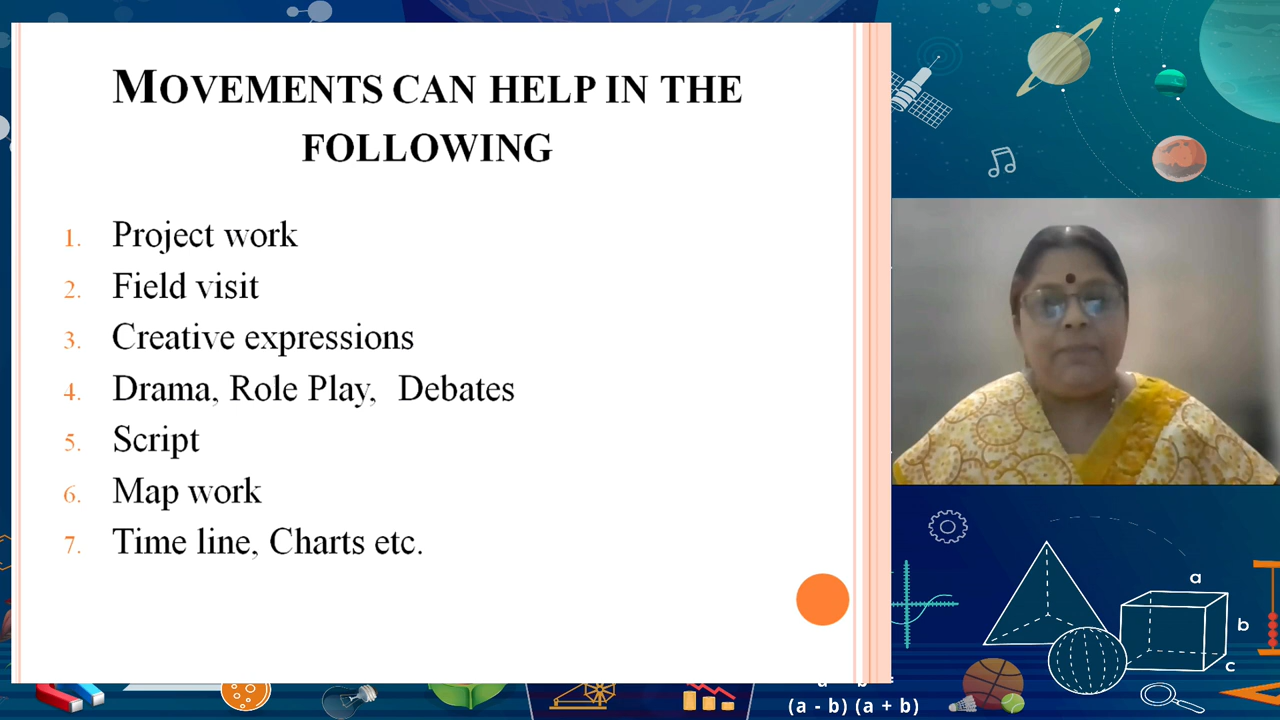 MOVEMENTS CAN HELP IN THE
FOLLOWING
1. Project work
2. Field visit
3. Creative expressions
4. Drama, Role Play, Debates
5. Script
6. Map work
7. Time line, Charts etc.
a
b
c
(a - b) (a + b)